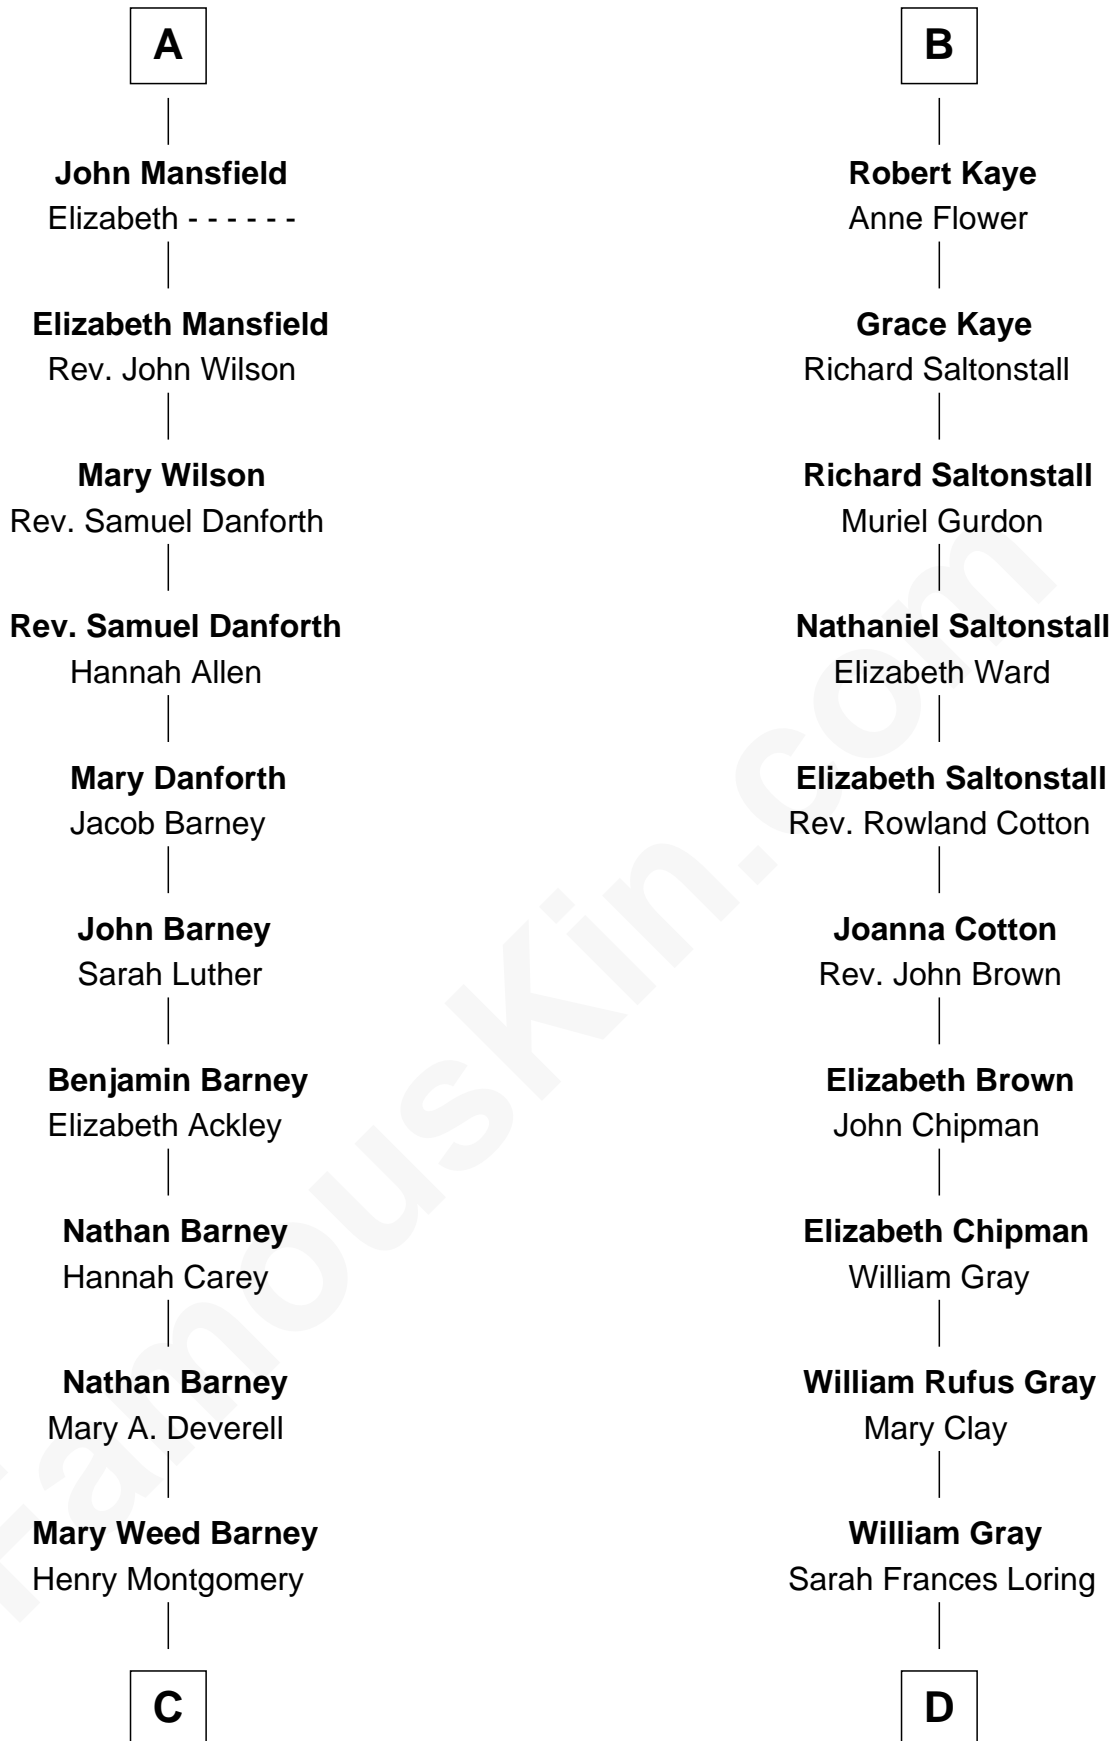 A
John Mansfield
Elizabeth - - - - - -
Elizabeth Mansfield
Rev. John Wilson
Mary Wilson
Rev. Samuel Danforth
Rev. Samuel Danforth
Hannah Allen
Mary Danforth
Jacob Barney
John Barney
Sarah Luther
Benjamin Barney
Elizabeth Ackley
Nathan Barney
Hannah Carey
Nathan Barney
Mary A. Deverell
Mary Weed Barney
Henry Montgomery
C
B
Robert Kaye
Anne Flower
Grace Kaye
Richard Saltonstall
Richard Saltonstall
Muriel Gurdon
Nathaniel Saltonstall
Elizabeth Ward
Elizabeth Saltonstall
Rev. Rowland Cotton
Joanna Cotton
Rev. John Brown
Elizabeth Brown
John Chipman
Elizabeth Chipman
William Gray
William Rufus Gray
Mary Clay
William Gray
Sarah Frances Loring
D
FamousKin.com